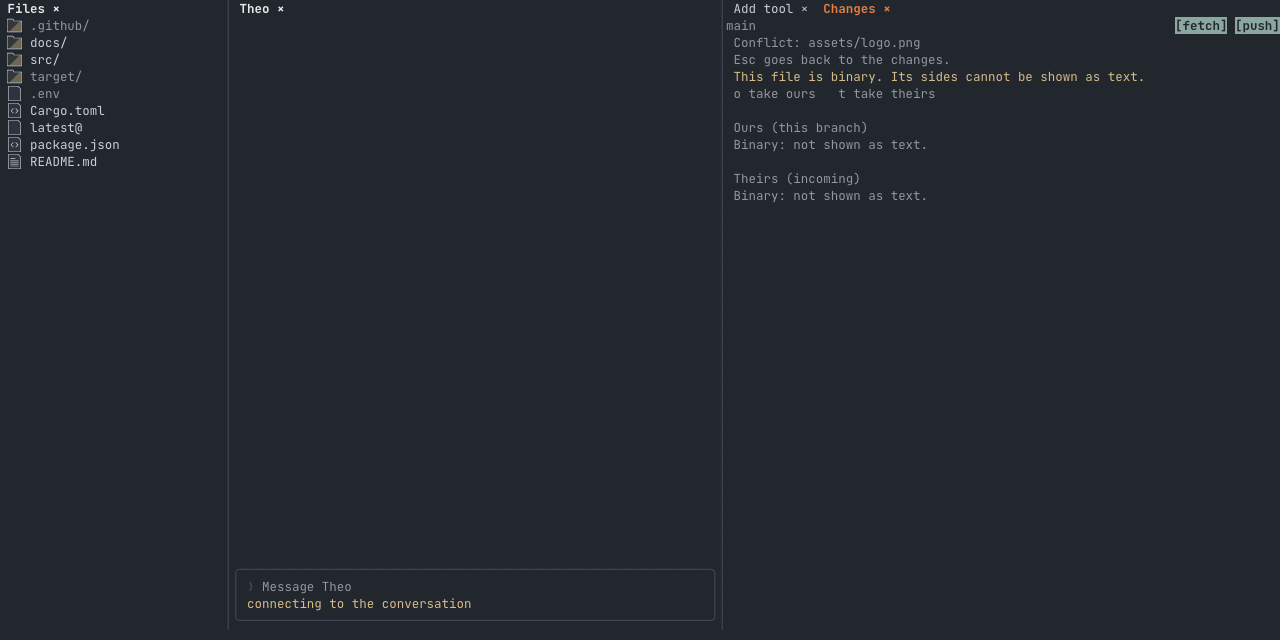 Files ×
.github/
docs/
src/
target/
.env
Cargo.toml
latest@
package.json
README.md
Theo ×
⟩ Message Theo
connecting to the conversation
Add tool × Changes ×
main [fetch] [push]
Conflict: assets/logo.png
Esc goes back to the changes.
This file is binary. Its sides cannot be shown as text.
o take ours t take theirs
Ours (this branch)
Binary: not shown as text.
Theirs (incoming)
Binary: not shown as text.